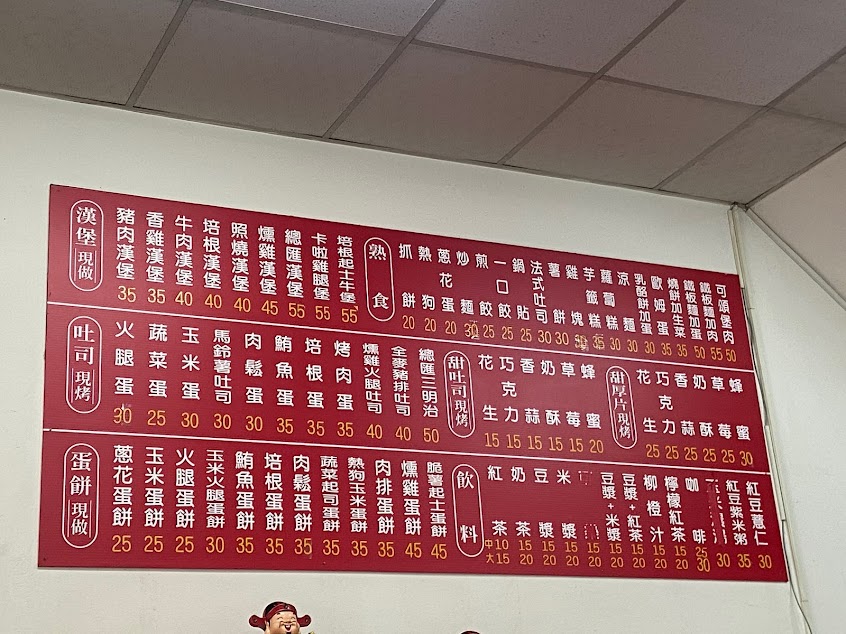 漢堡 現做
豬肉漢堡 35
香雞漢堡 35
牛肉漢堡 40
培根漢堡 40
照燒漢堡 40
燻雞漢堡 45
總匯漢堡 55
卡啦雞腿堡 55
培根起士牛堡 55
熟食
抓餅 20
熱狗 20
蔥花蛋 20
炒麵 30
煎餃 25
一口餃 25
鍋貼 25
法式吐司 30
薯餅
雞塊
芋籤糕
蘿蔔糕 30
涼麵 30
乳酪餅加蛋 30
歐姆蛋 30
燒餅加生菜 35
鐵板麵加蛋 50
鐵板麵加肉 55
可頌堡肉 50
吐司 現烤
火腿蛋 30
蔬菜蛋 25
玉米蛋 30
馬鈴薯吐司 30
肉鬆蛋 30
鮪魚蛋 35
培根蛋 35
烤肉蛋 35
燻雞火腿吐司 40
全麥豬排吐司 40
總匯三明治 50
甜吐司 現烤
花生 15
巧克力 15
香蒜 15
奶酥 15
草莓 15
蜂蜜 20
甜厚片 現烤
花生 25
巧克力 25
香蒜 25
奶酥 25
草莓 25
蜂蜜 30
蛋餅 現做
蔥花蛋餅 25
玉米蛋餅 25
火腿蛋餅 25
玉米火腿蛋餅 30
鮪魚蛋餅 35
培根蛋餅 35
肉鬆蛋餅 35
蔬菜起司蛋餅 35
熱狗玉米蛋餅 35
肉排蛋餅 35
燻雞蛋餅 45
脆薯起士蛋餅 45
飲料
紅茶 中10 大15
奶茶 15 20
豆漿 15 20
米漿 15 20
15 20
豆漿+米漿 15 20
豆漿+紅茶 15 20
柳橙汁 15 20
檸檬紅茶 15 20
咖啡 25 30
30
紅豆紫米粥 35
紅豆薏仁 30